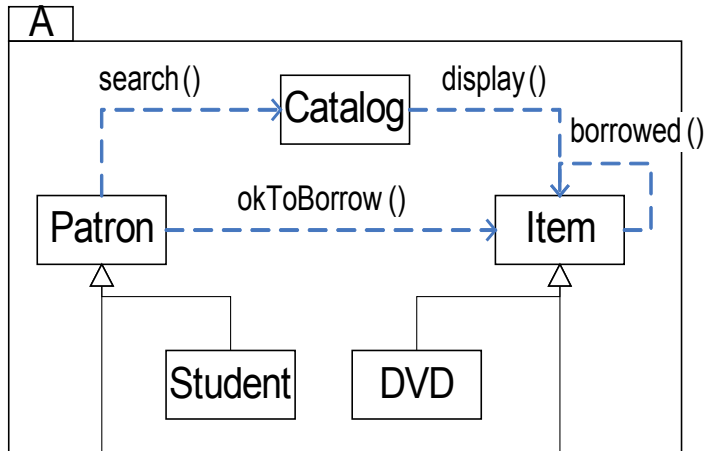 A
search ()
display ()
Catalog
borrowed ()
okToBorrow ()
Patron
Item
Student
DVD